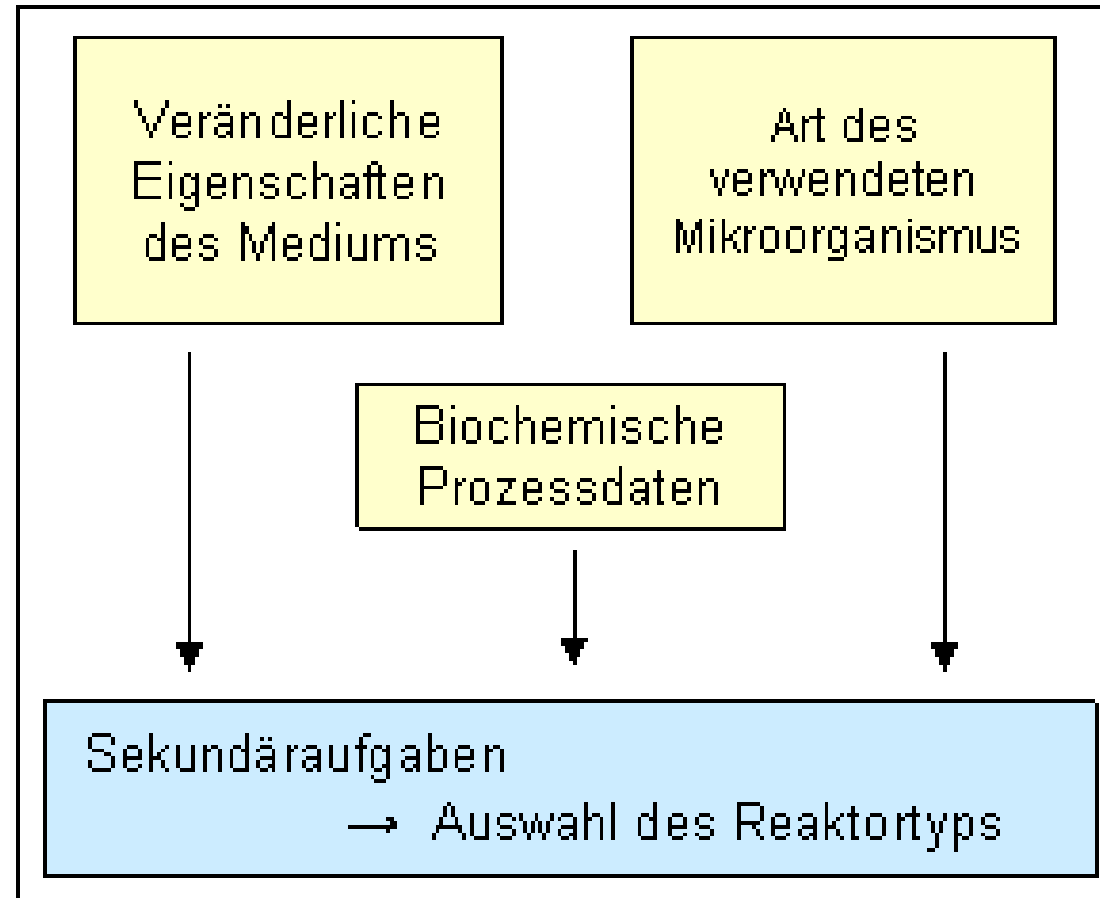 Veränderliche
Eigenschaften
des Mediums
Art des
verwendeten
Mikroorganismus
Biochemische
Prozessdaten
Sekundäraufgaben
→ Auswahl des Reaktortyps